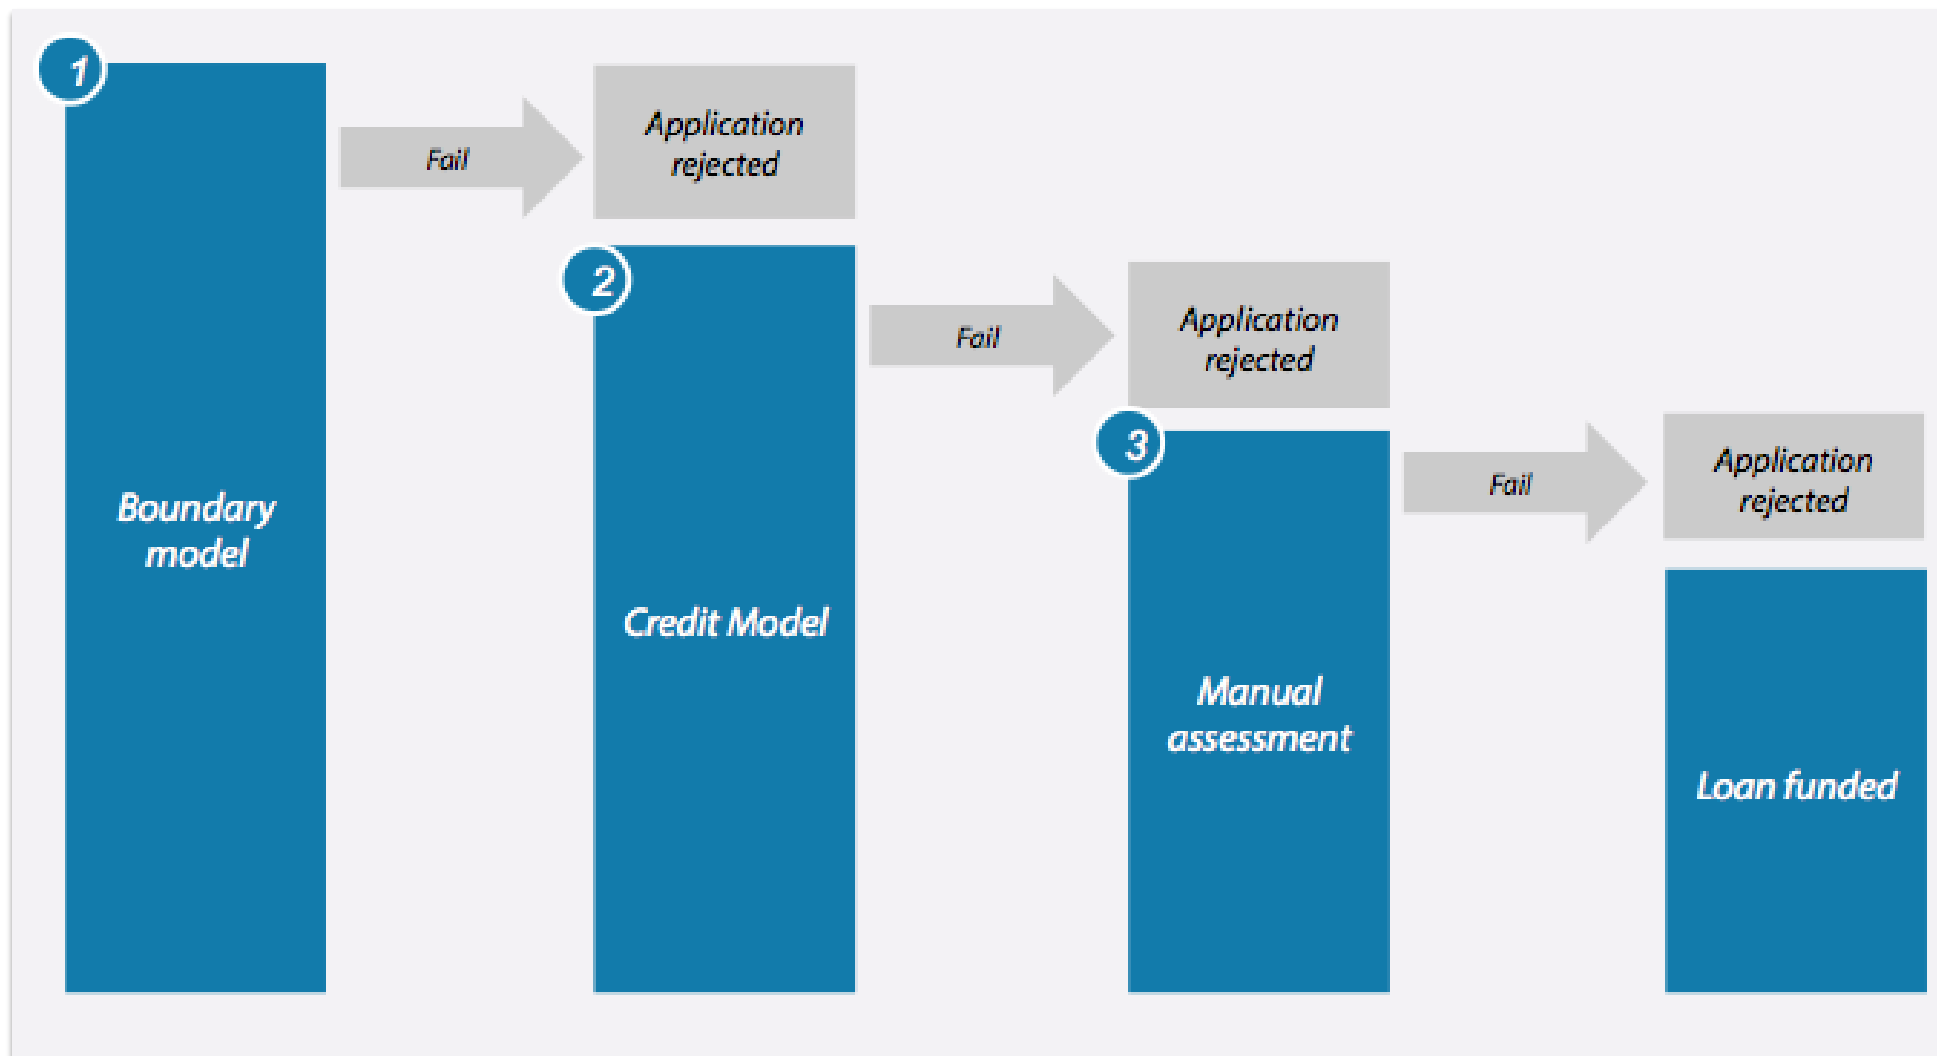 1
Fail
Application
rejected
2
Fail
Application
rejected
3
Fail
Application
rejected
Boundary
model
Credit Model
Manual
assessment
Loan funded